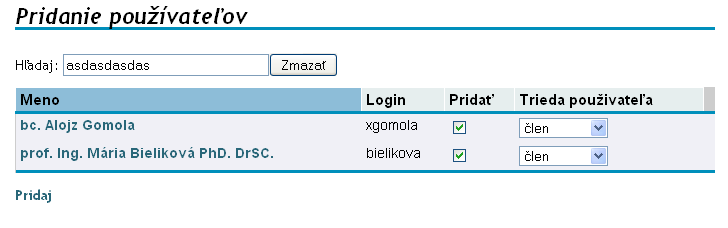 Pridanie používateľov
Hľadaj: asdasdasdas Zmazať
Meno Login Pridať Trieda použivateľa
bc. Alojz Gomola xgomola člen
prof. Ing. Mária Bieliková PhD. DrSC. bielikova člen
Pridaj